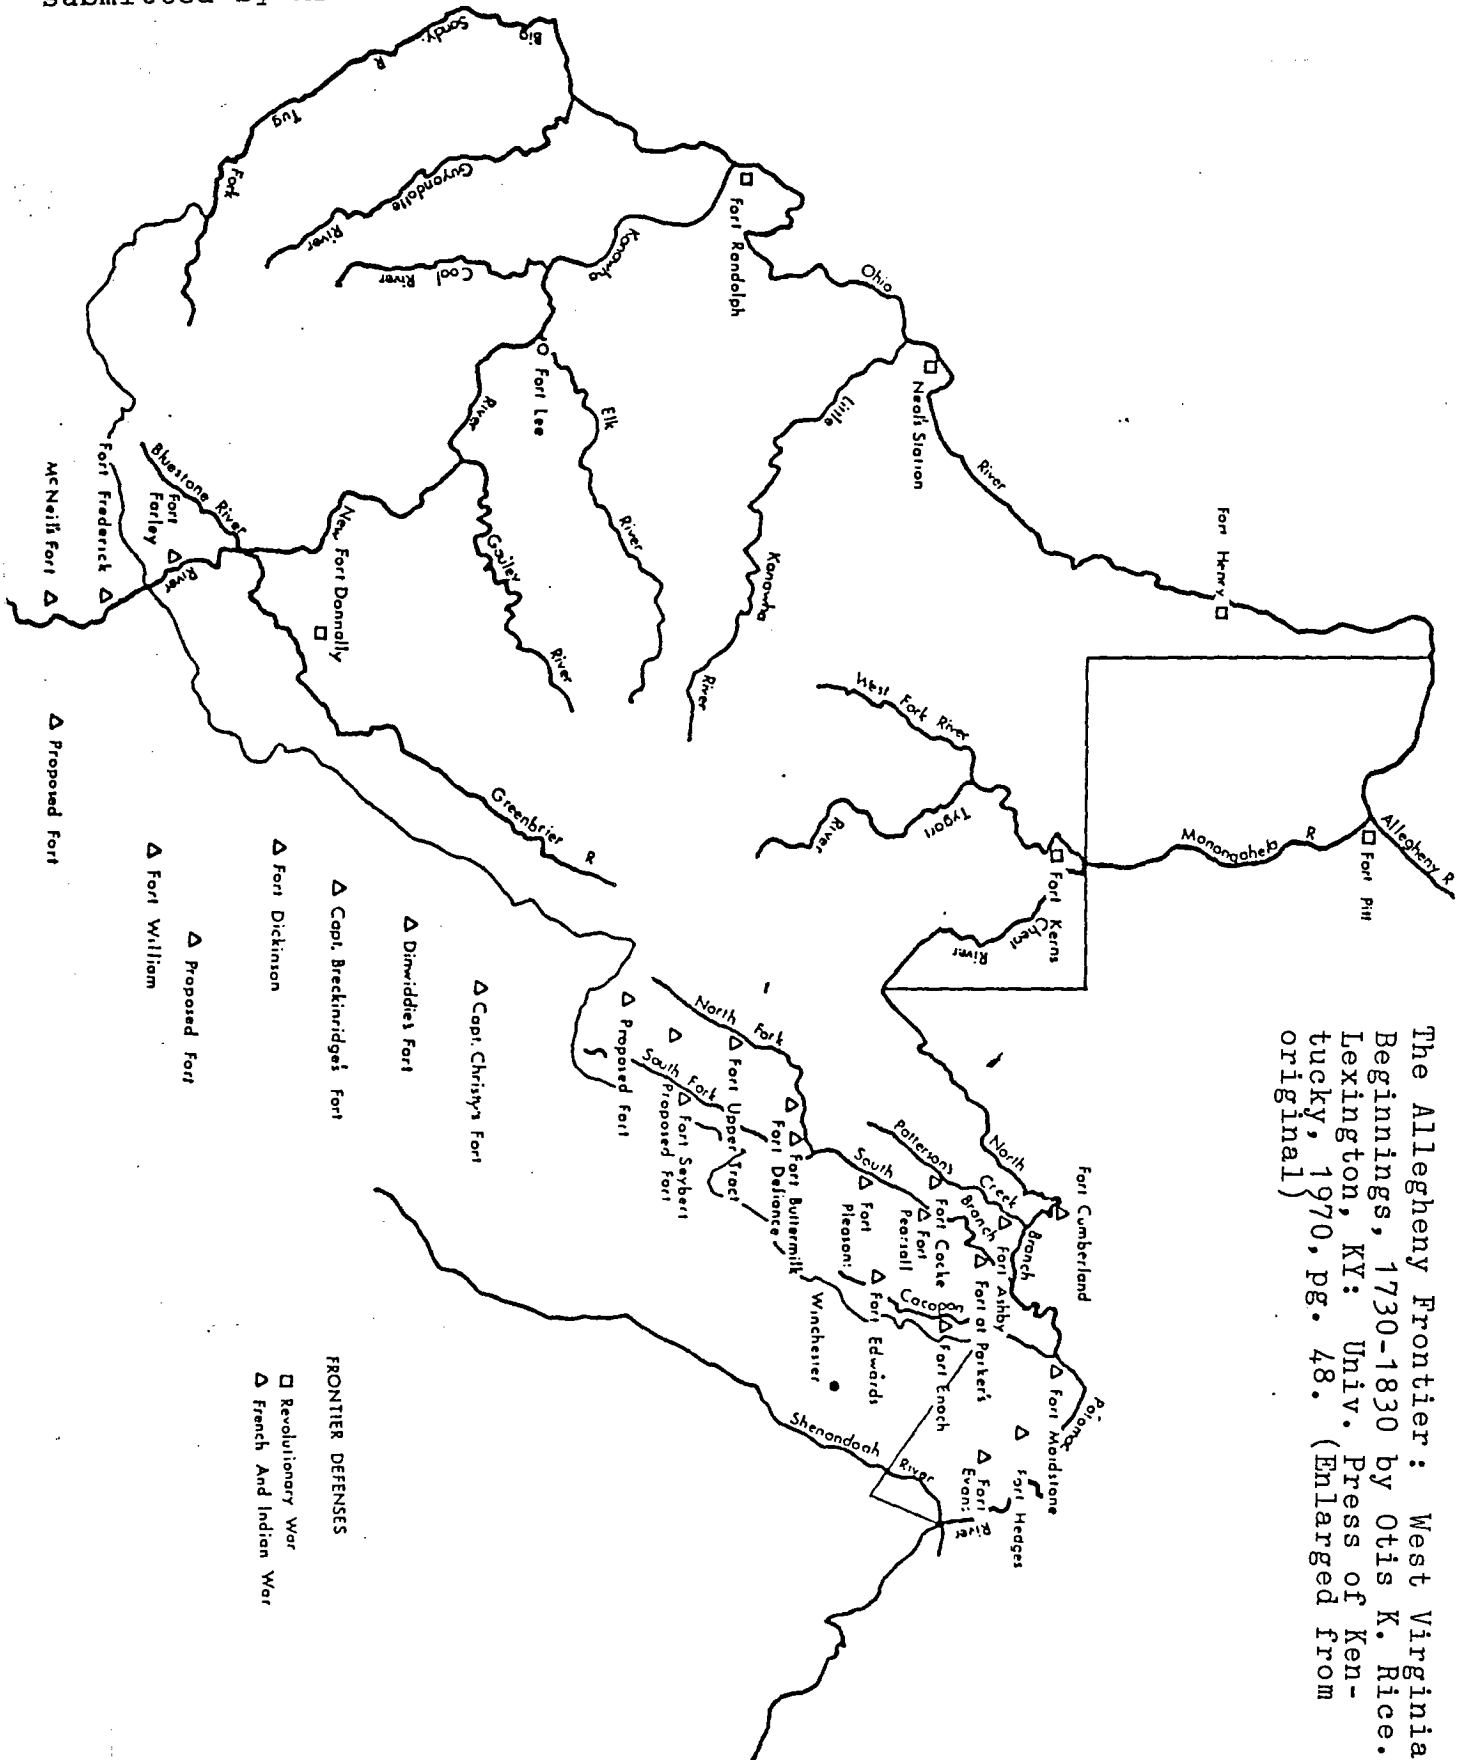 The Allegheny Frontier: West Virginia
Beginnings, 1730-1830 by Otis K. Rice.
Lexington, KY: Univ. Press of Ken-
tucky, 1970, pg. 48. (Enlarged from
original)
Submitted
Allegheny R
Fort Pitt
Monongahela R
Fort Henry
Ohio
River
Neal's Station
Fort Randolph
Little
Kanawha
River
Kanawha
River
Big
Sandy
R
Tug
Fork
Guyandotte
River
Coal
River
Fort Lee
Elk
River
Gauley
River
New
River
Fort Donnally
Bluestone River
Fort
Farley
Fort Frederick
McNeill's Fort
Greenbrier
R
West Fork River
Tygart
River
Fort Kerns
Cheat
River
Proposed Fort
Fort William
Proposed Fort
Fort Dickinson
Capt. Breckinridge's Fort
Dinwiddies Fort
Capt. Christy's Fort
Proposed Fort
North Fork
South Fork
Proposed Fort
Fort Seybert
Fort Upper Tract
Fort Defiance
Fort Buttermilk
South
Branch
Fort
Pleasant
Fort
Pearsall
Fort Cocke
Patterson's
Creek
Fort Ashby
North
Branch
Fort Cumberland
Fort at Parker's
Cacapon
Fort Edwards
Fort Enoch
Winchester
Fort Maidstone
Potomac
River
Fort Hedges
Fort
Evans
Shenandoah
River
FRONTIER DEFENSES
Revolutionary War
French And Indian War